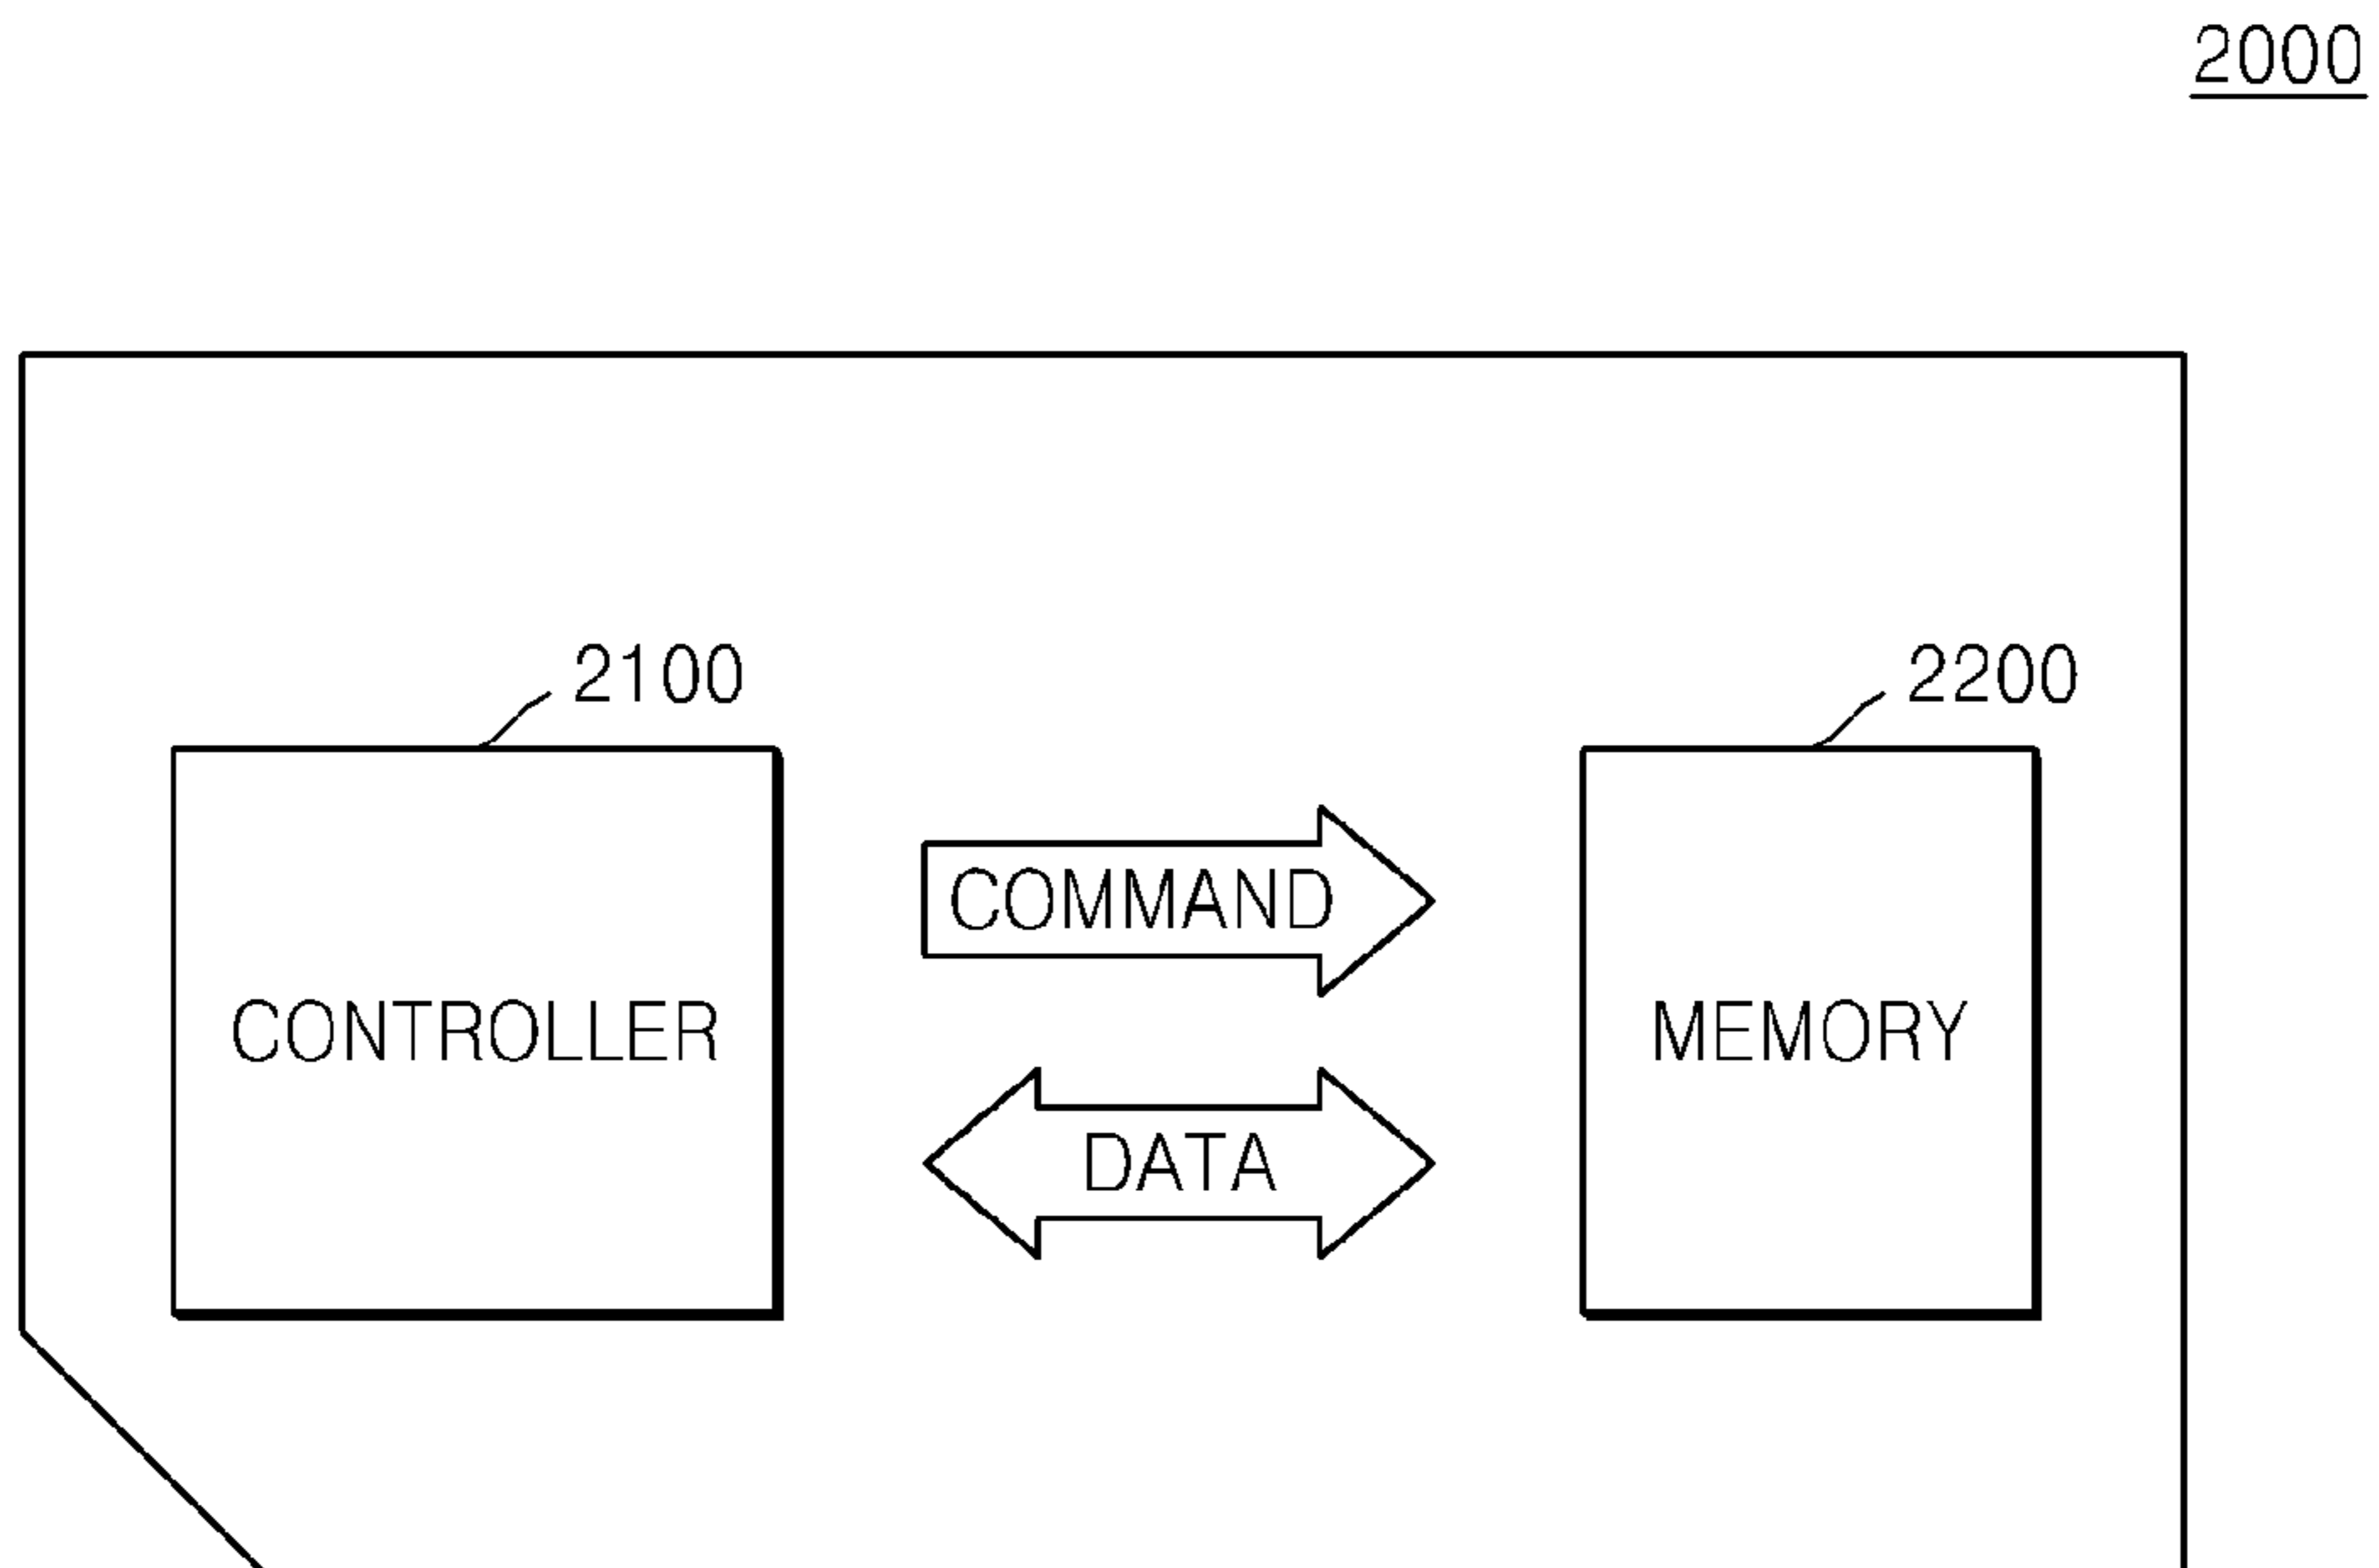 2000
2100
2200
COMMAND
CONTROLLER
MEMORY
DATA